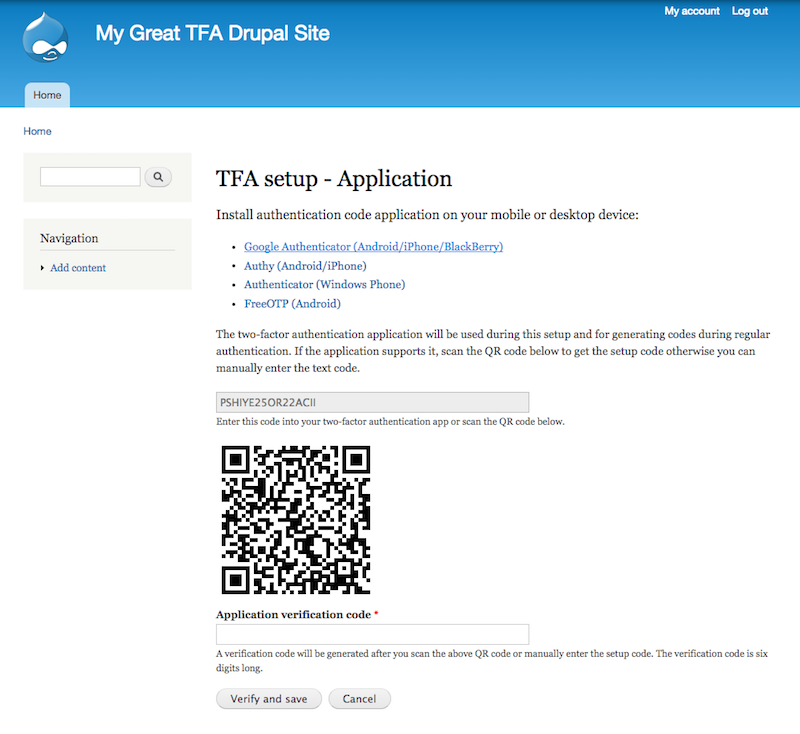 My account Log out
My Great TFA Drupal Site
Home
Home
TFA setup - Application
Install authentication code application on your mobile or desktop device:
Navigation
Add content
Google Authenticator (Android/iPhone/BlackBerry)
Authy (Android/iPhone)
Authenticator (Windows Phone)
FreeOTP (Android)
The two-factor authentication application will be used during this setup and for generating codes during regular
authentication. If the application supports it, scan the QR code below to get the setup code otherwise you can
manually enter the text code.
PSHIYE25OR22ACII
Enter this code into your two-factor authentication app or scan the QR code below.
Application verification code *
A verification code will be generated after you scan the above QR code or manually enter the setup code. The verification code is six
digits long.
Verify and save Cancel